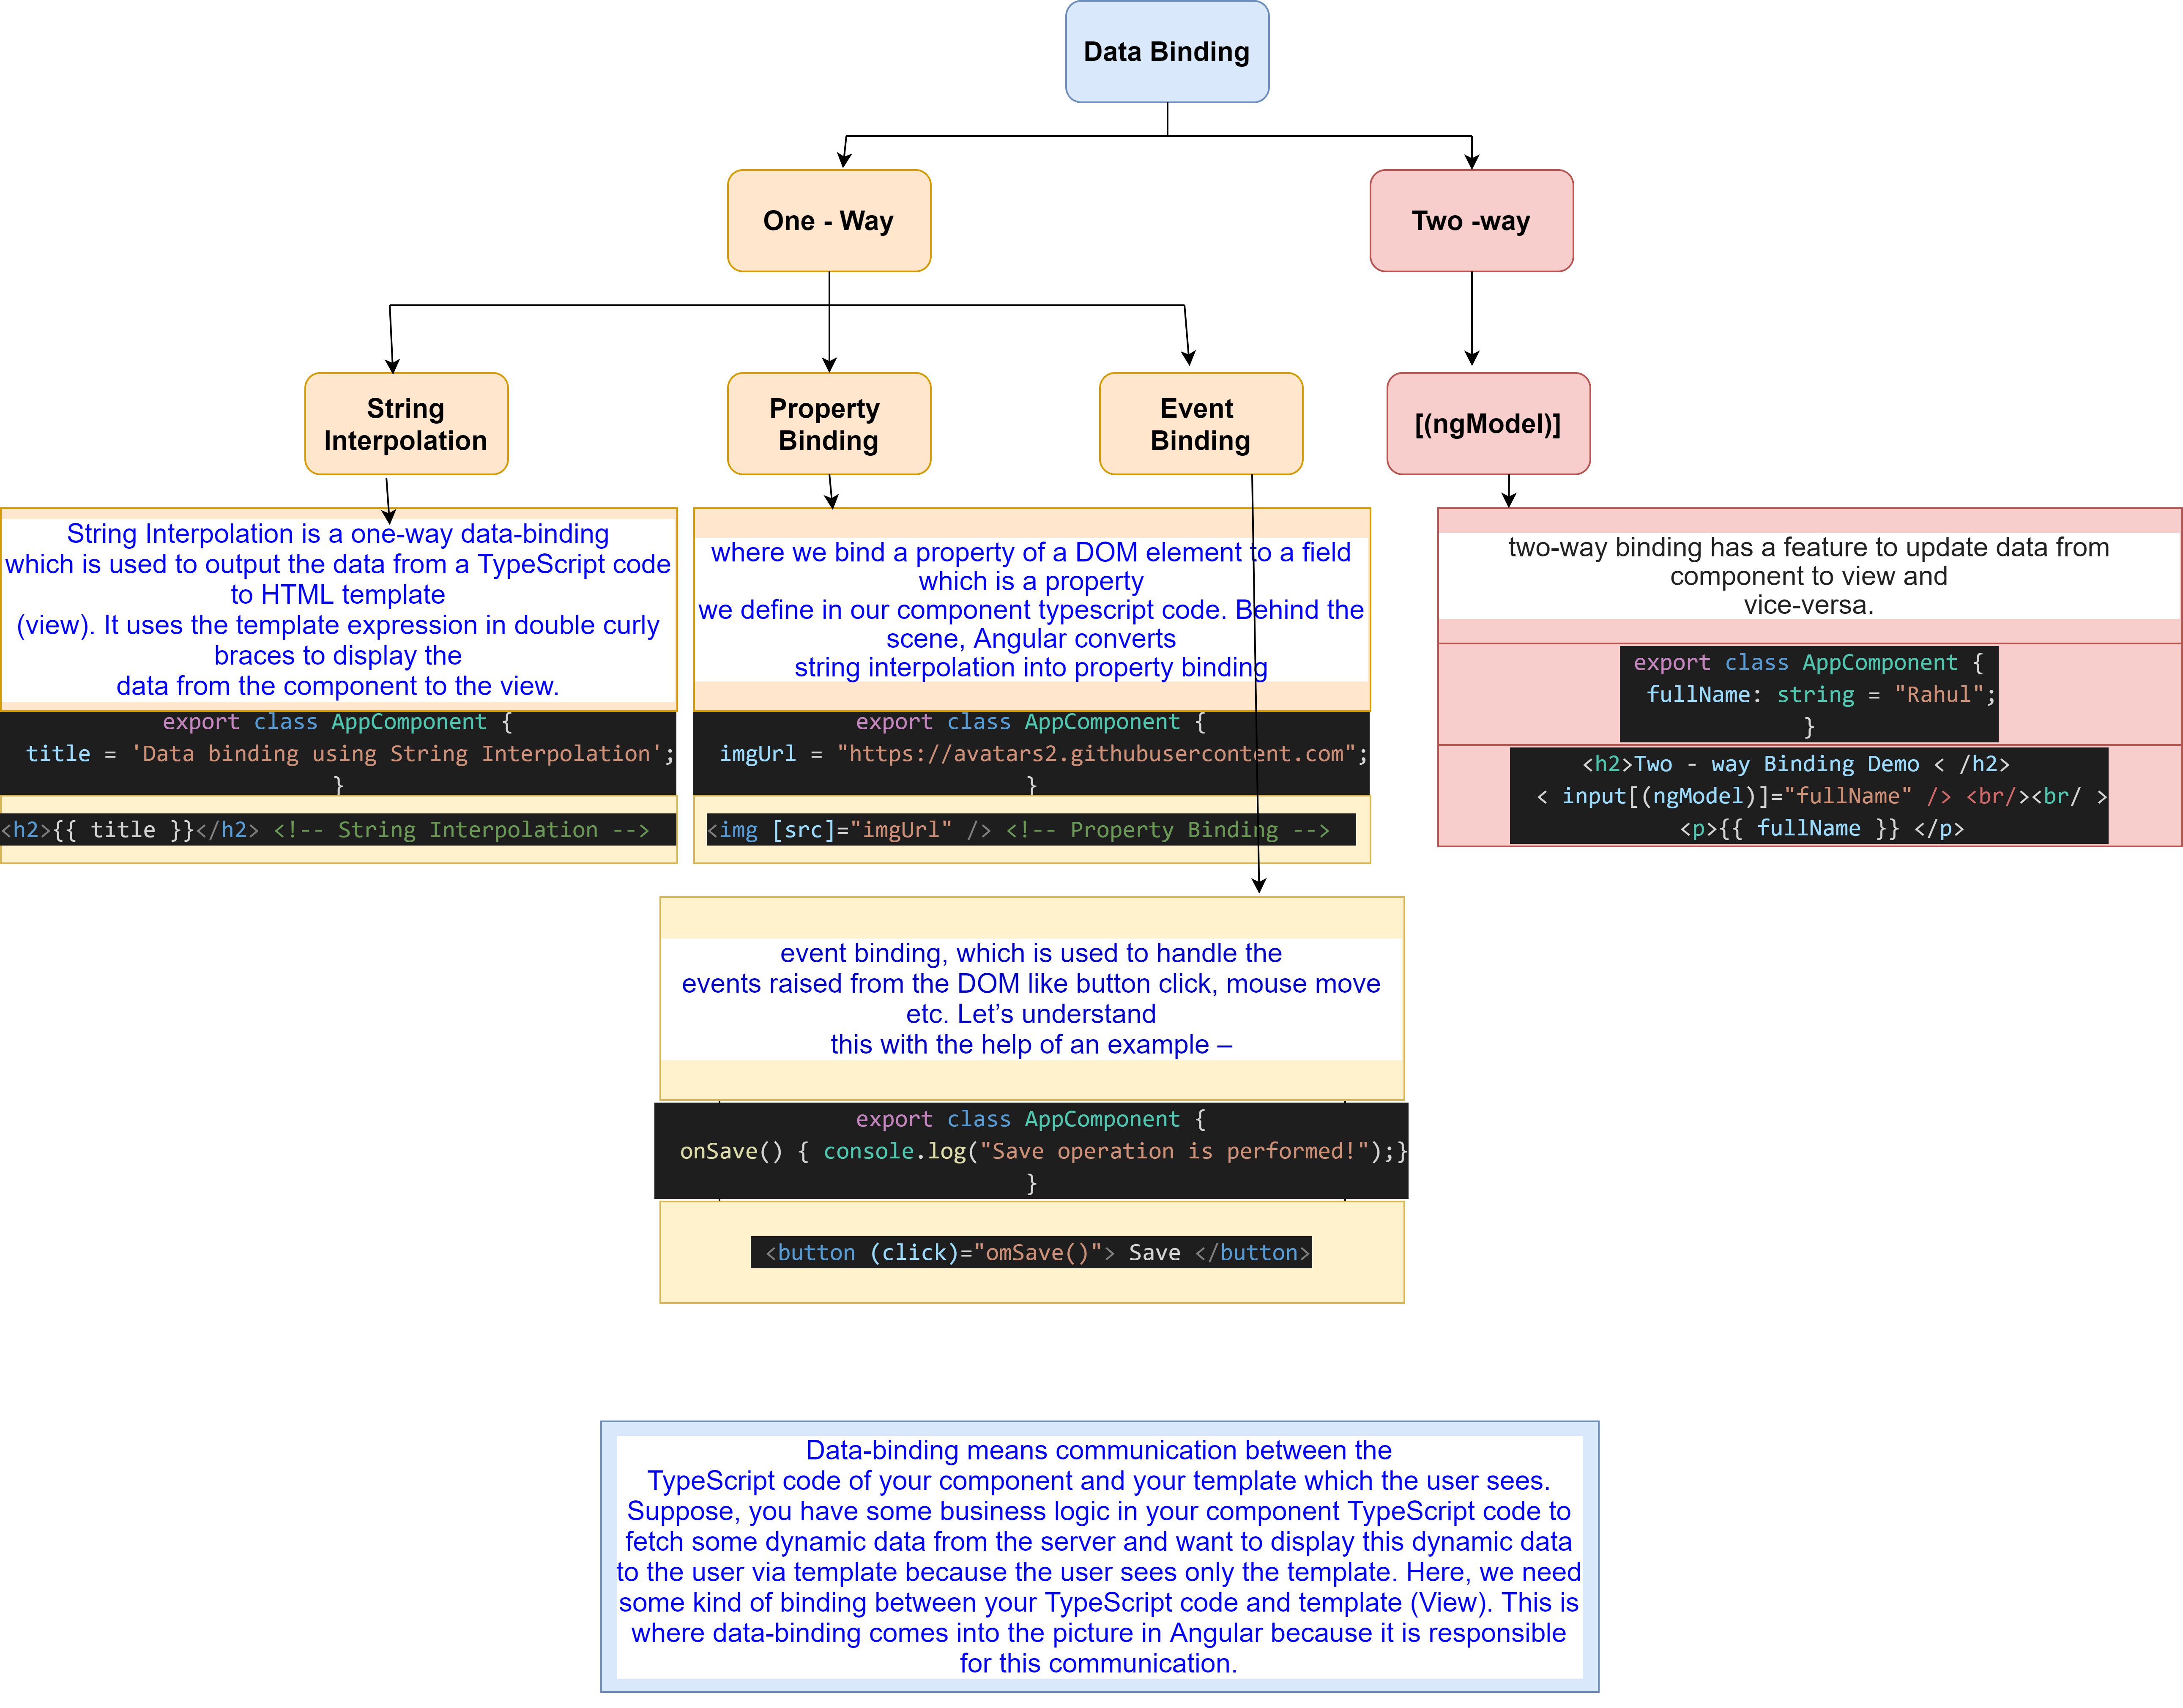 Data Binding
One - Way
Two -way
String
Interpolation
Property
Binding
Event
Binding
[(ngModel)]
String Interpolation is a one-way data-binding
which is used to output the data from a TypeScript code
to HTML template
(view). It uses the template expression in double curly
braces to display the
data from the component to the view.
export class AppComponent {
title = 'Data binding using String Interpolation';
}
<h2>{{ title }}</h2> <!-- String Interpolation -->
where we bind a property of a DOM element to a field
which is a property
we define in our component typescript code. Behind the
scene, Angular converts
string interpolation into property binding
export class AppComponent {
imgUrl = "https://avatars2.githubusercontent.com";
}
<img [src]="imgUrl" /> <!-- Property Binding -->
two-way binding has a feature to update data from
component to view and
vice-versa.
export class AppComponent {
fullName: string = "Rahul";
}
<h2>Two - way Binding Demo < /h2>
< input[(ngModel)]="fullName" /> <br/><br/ >
<p>{{ fullName }} </p>
event binding, which is used to handle the
events raised from the DOM like button click, mouse move
etc. Let’s understand
this with the help of an example –
export class AppComponent {
onSave() { console.log("Save operation is performed!");}
}
<button (click)="omSave()"> Save </button>
Data-binding means communication between the
TypeScript code of your component and your template which the user sees.
Suppose, you have some business logic in your component TypeScript code to
fetch some dynamic data from the server and want to display this dynamic data
to the user via template because the user sees only the template. Here, we need
some kind of binding between your TypeScript code and template (View). This is
where data-binding comes into the picture in Angular because it is responsible
for this communication.